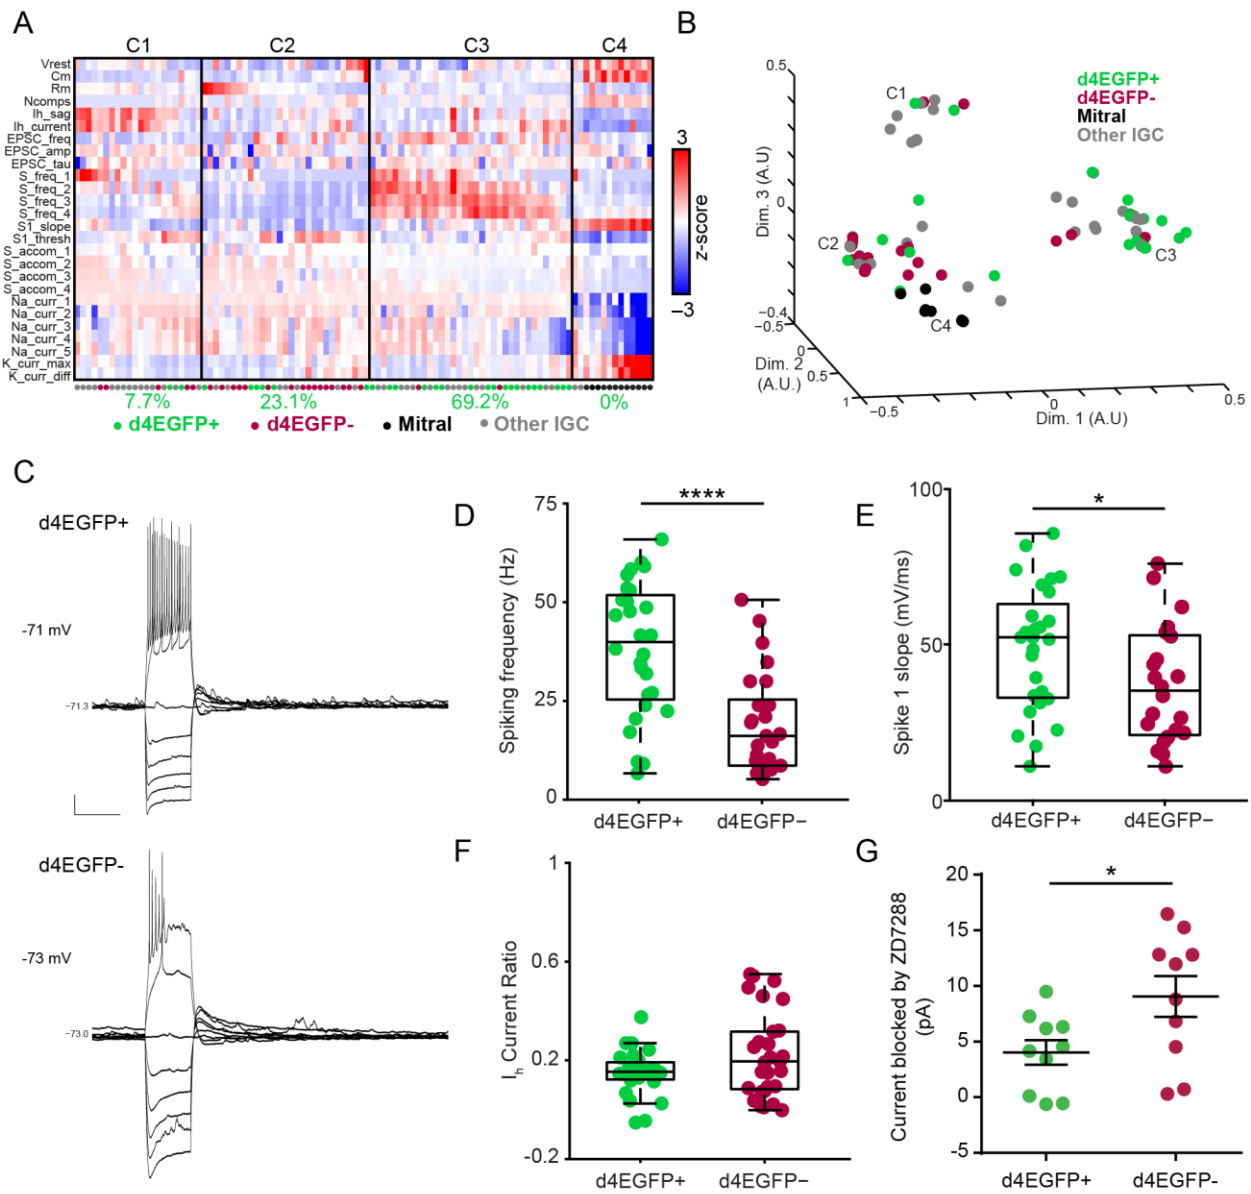 A
C1 C2 C3 C4
Vrest
Cm
Rm
Ncomps
Ih_sag
Ih_current
EPSC_freq
EPSC_amp
EPSC_tau
S_freq_1
S_freq_2
S_freq_3
S_freq_4
S1_slope
S1_thresh
S_accom_1
S_accom_2
S_accom_3
S_accom_4
Na_curr_1
Na_curr_2
Na_curr_3
Na_curr_4
Na_curr_5
K_curr_max
K_curr_diff
3
z-score
−3
7.7% 23.1% 69.2% 0%
d4EGFP+ d4EGFP- Mitral Other IGC
B
0.5
0
−0.4
Dim. 3 (A.U)
−0.5
0
0.5
1
Dim. 2
(A.U.)
−0.5
0
0.5
Dim. 1 (A.U)
C1
C2
C3
C4
d4EGFP+
d4EGFP-
Mitral
Other IGC
C
d4EGFP+
-71 mV
−71.3
d4EGFP-
-73 mV
−73.0
D
Spiking frequency (Hz)
75
50
25
0
****
d4EGFP+ d4EGFP−
E
Spike 1 slope (mV/ms)
100
50
0
*
d4EGFP+ d4EGFP−
F
Ih Current Ratio
1
0.6
0.2
-0.2
d4EGFP+ d4EGFP−
G
Current blocked by ZD7288
(pA)
20
15
10
5
0
−5
*
d4EGFP+ d4EGFP-